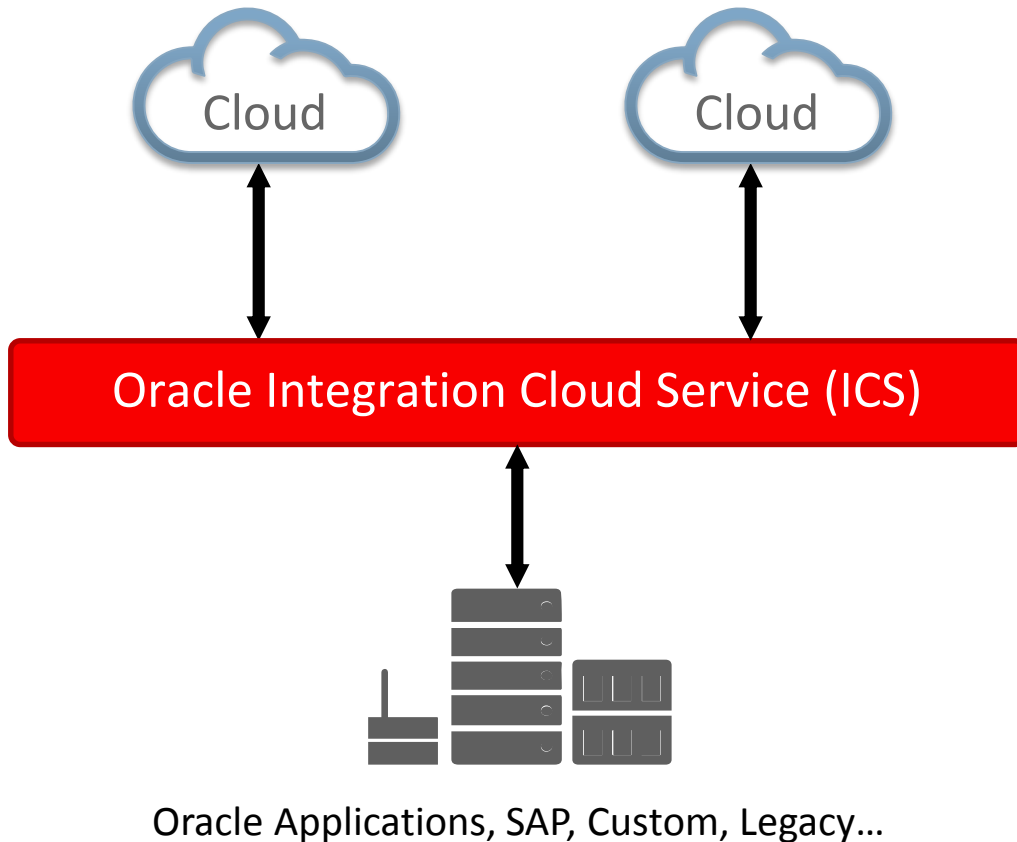 Cloud
Cloud
Oracle Integration Cloud Service (ICS)
Oracle Applications, SAP, Custom, Legacy…